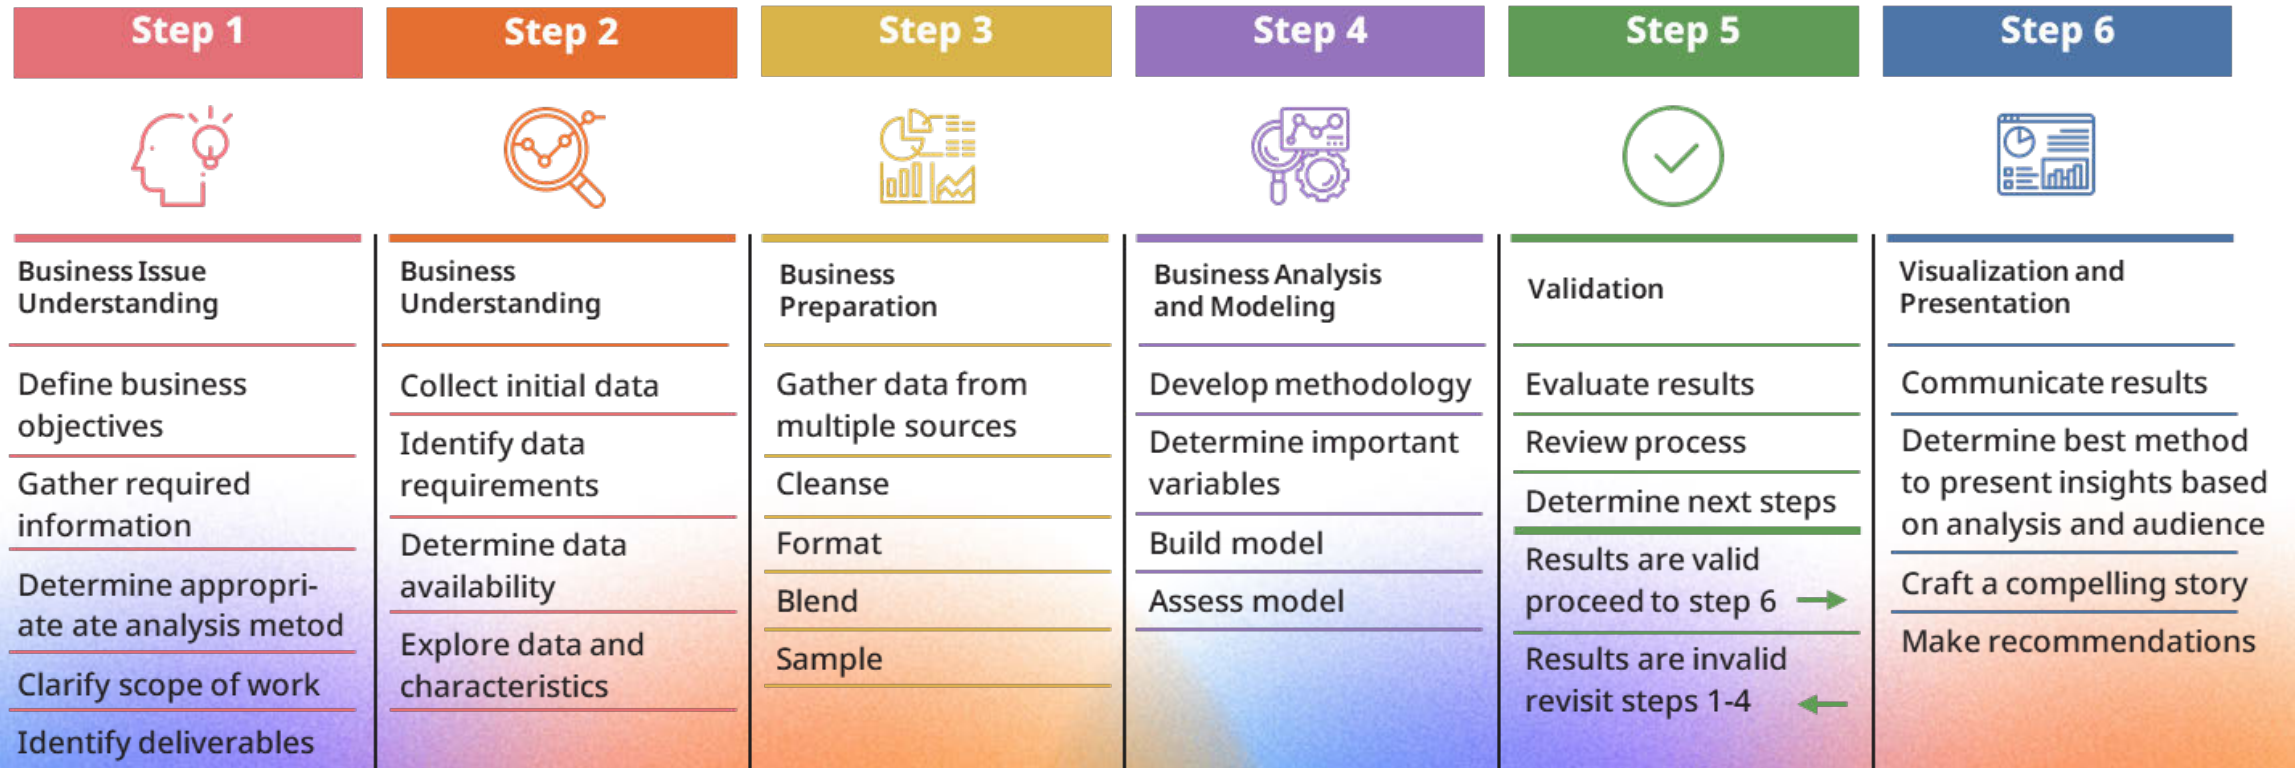 Step 1
Step 2
Step 3
Step 4
Step 5
Step 6
Business Issue
Understanding
Define business
objectives
Gather required
information
Determine appropri-
ate ate analysis metod
Clarify scope of work
Identify deliverables
Business
Understanding
Collect initial data
Identify data
requirements
Determine data
availability
Explore data and
characteristics
Business
Preparation
Gather data from
multiple sources
Cleanse
Format
Blend
Sample
Business Analysis
and Modeling
Develop methodology
Determine important
variables
Build model
Assess model
Validation
Evaluate results
Review process
Determine next steps
Results are valid
proceed to step 6
Results are invalid
revisit steps 1-4
Visualization and
Presentation
Communicate results
Determine best method
to present insights based
on analysis and audience
Craft a compelling story
Make recommendations